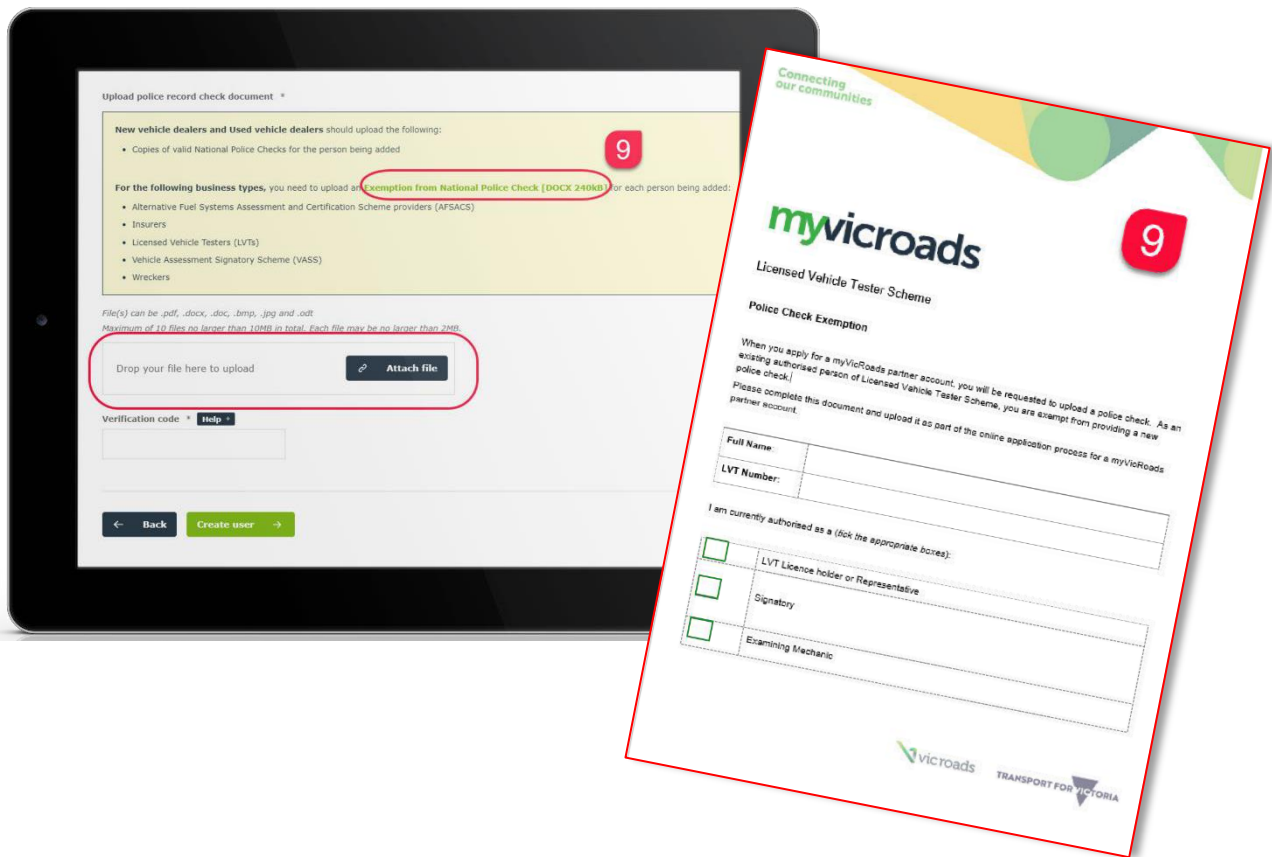 Upload police record check document *
New vehicle dealers and Used vehicle dealers should upload the following:
• Copies of valid National Police Checks for the person being added
9
For the following business types, you need to upload an Exemption from National Police Check [DOCX 240kB] for each person being added:
• Alternative Fuel Systems Assessment and Certification Scheme providers (AFSACS)
• Insurers
• Licensed Vehicle Testers (LVTs)
• Vehicle Assessment Signatory Scheme (VASS)
• Wreckers
File(s) can be .pdf, .docx, .doc, .bmp, .jpg and .odt
Maximum of 10 files no larger than 10MB in total. Each file may be no larger than 2MB.
Drop your file here to upload
Attach file
Verification code * Help +
← Back
Create user →
Connecting
our communities
myvicroads
9
Licensed Vehicle Tester Scheme
Police Check Exemption
When you apply for a myVicRoads partner account, you will be requested to upload a police check. As an
existing authorised person of Licensed Vehicle Tester Scheme, you are exempt from providing a new
police check.
Please complete this document and upload it as part of the online application process for a myVicRoads
partner account.
Full Name:
LVT Number:
I am currently authorised as a (tick the appropriate boxes):
LVT Licence holder or Representative
Signatory
Examining Mechanic
vicroads
TRANSPORT FOR VICTORIA